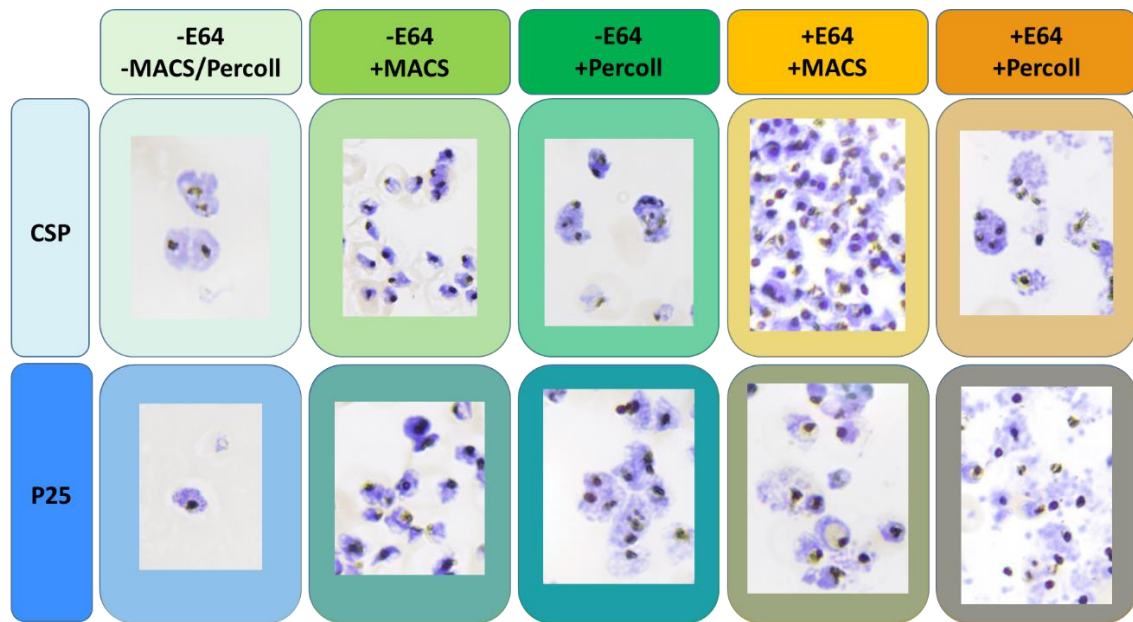 -E64
-MACS/Percoll
-E64
+MACS
-E64
+Percoll
+E64
+MACS
+E64
+Percoll
CSP
P25